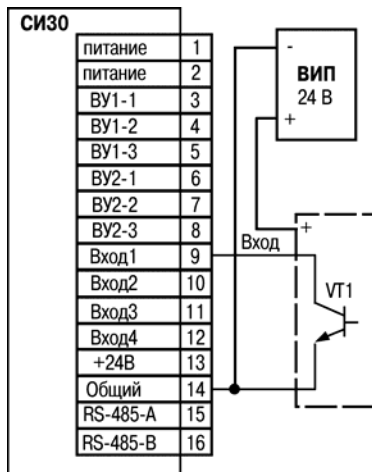 СИ30
питание 1
питание 2
ВУ1-1 3
ВУ1-2 4
ВУ1-3 5
ВУ2-1 6
ВУ2-2 7
ВУ2-3 8
Вход1 9
Вход2 10
Вход3 11
Вход4 12
+24В 13
Общий 14
RS-485-А 15
RS-485-В 16
-
ВИП
24 В
+
+
Вход
VT1